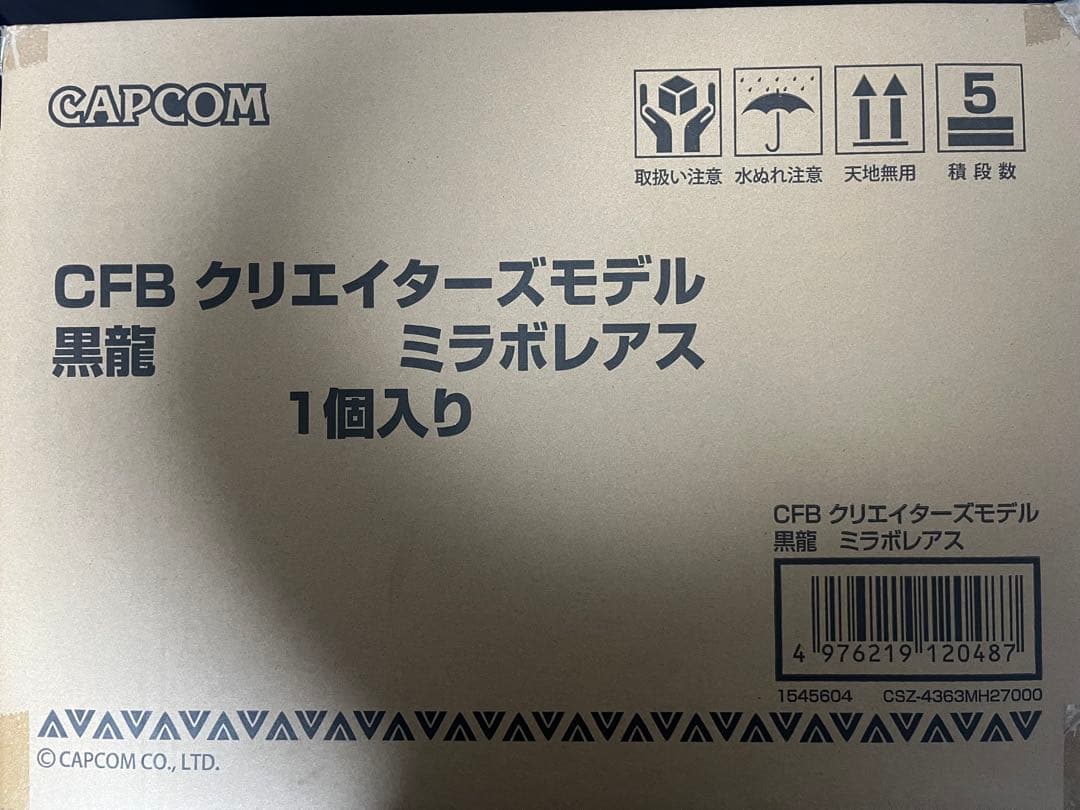 CAPCOM
5
取扱い注意 水ぬれ注意 天地無用 積段数
CFB クリエイターズモデル
黒龍 ミラボレアス
1個入り
CFB クリエイターズモデル
黒龍 ミラボレアス
4 976219 120487
1545604 CSZ-4363MH27000
©CAPCOM CO., LTD.